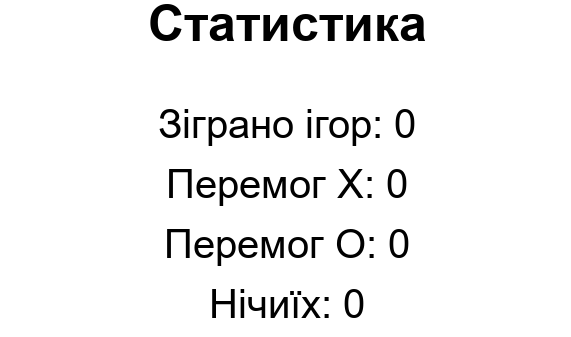 Статистика
Зіграно ігор: 0
Перемог X: 0
Перемог O: 0
Нічиїх: 0